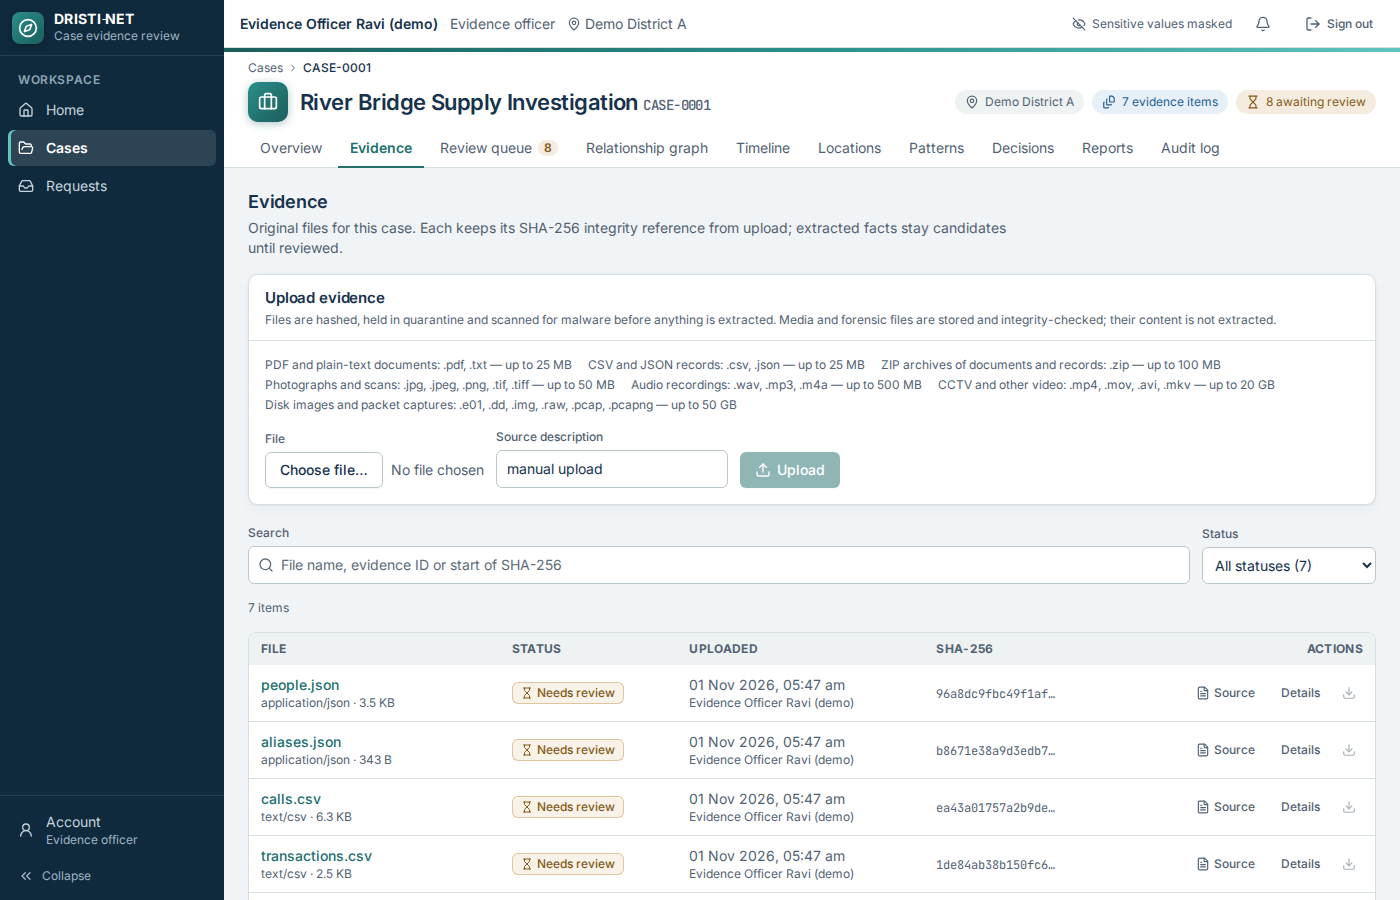 DRISTI-NET
Case evidence review
WORKSPACE
Home
Cases
Requests
Account
Evidence officer
Collapse
Evidence Officer Ravi (demo) Evidence officer Demo District A
Sensitive values masked Sign out
Cases > CASE-0001
River Bridge Supply Investigation CASE-0001
Demo District A 7 evidence items 8 awaiting review
Overview Evidence Review queue 8 Relationship graph Timeline Locations Patterns Decisions Reports Audit log
Evidence
Original files for this case. Each keeps its SHA-256 integrity reference from upload; extracted facts stay candidates
until reviewed.
Upload evidence
Files are hashed, held in quarantine and scanned for malware before anything is extracted. Media and forensic files are stored and integrity-checked; their content is not extracted.
PDF and plain-text documents: .pdf, .txt — up to 25 MB CSV and JSON records: .csv, .json — up to 25 MB ZIP archives of documents and records: .zip — up to 100 MB
Photographs and scans: .jpg, .jpeg, .png, .tif, .tiff — up to 50 MB Audio recordings: .wav, .mp3, .m4a — up to 500 MB CCTV and other video: .mp4, .mov, .avi, .mkv — up to 20 GB
Disk images and packet captures: .e01, .dd, .img, .raw, .pcap, .pcapng — up to 50 GB
File Source description
Choose file... No file chosen manual upload Upload
Search Status
File name, evidence ID or start of SHA-256 All statuses (7)
7 items
FILE STATUS UPLOADED SHA-256 ACTIONS
people.json Needs review 01 Nov 2026, 05:47 am 96a8dc9fbc49f1af… Source Details
application/json · 3.5 KB Evidence Officer Ravi (demo)
aliases.json Needs review 01 Nov 2026, 05:47 am b8671e38a9d3edb7… Source Details
application/json · 343 B Evidence Officer Ravi (demo)
calls.csv Needs review 01 Nov 2026, 05:47 am ea43a01757a2b9de… Source Details
text/csv · 6.3 KB Evidence Officer Ravi (demo)
transactions.csv Needs review 01 Nov 2026, 05:47 am 1de84ab38b150fc6… Source Details
text/csv · 2.5 KB Evidence Officer Ravi (demo)